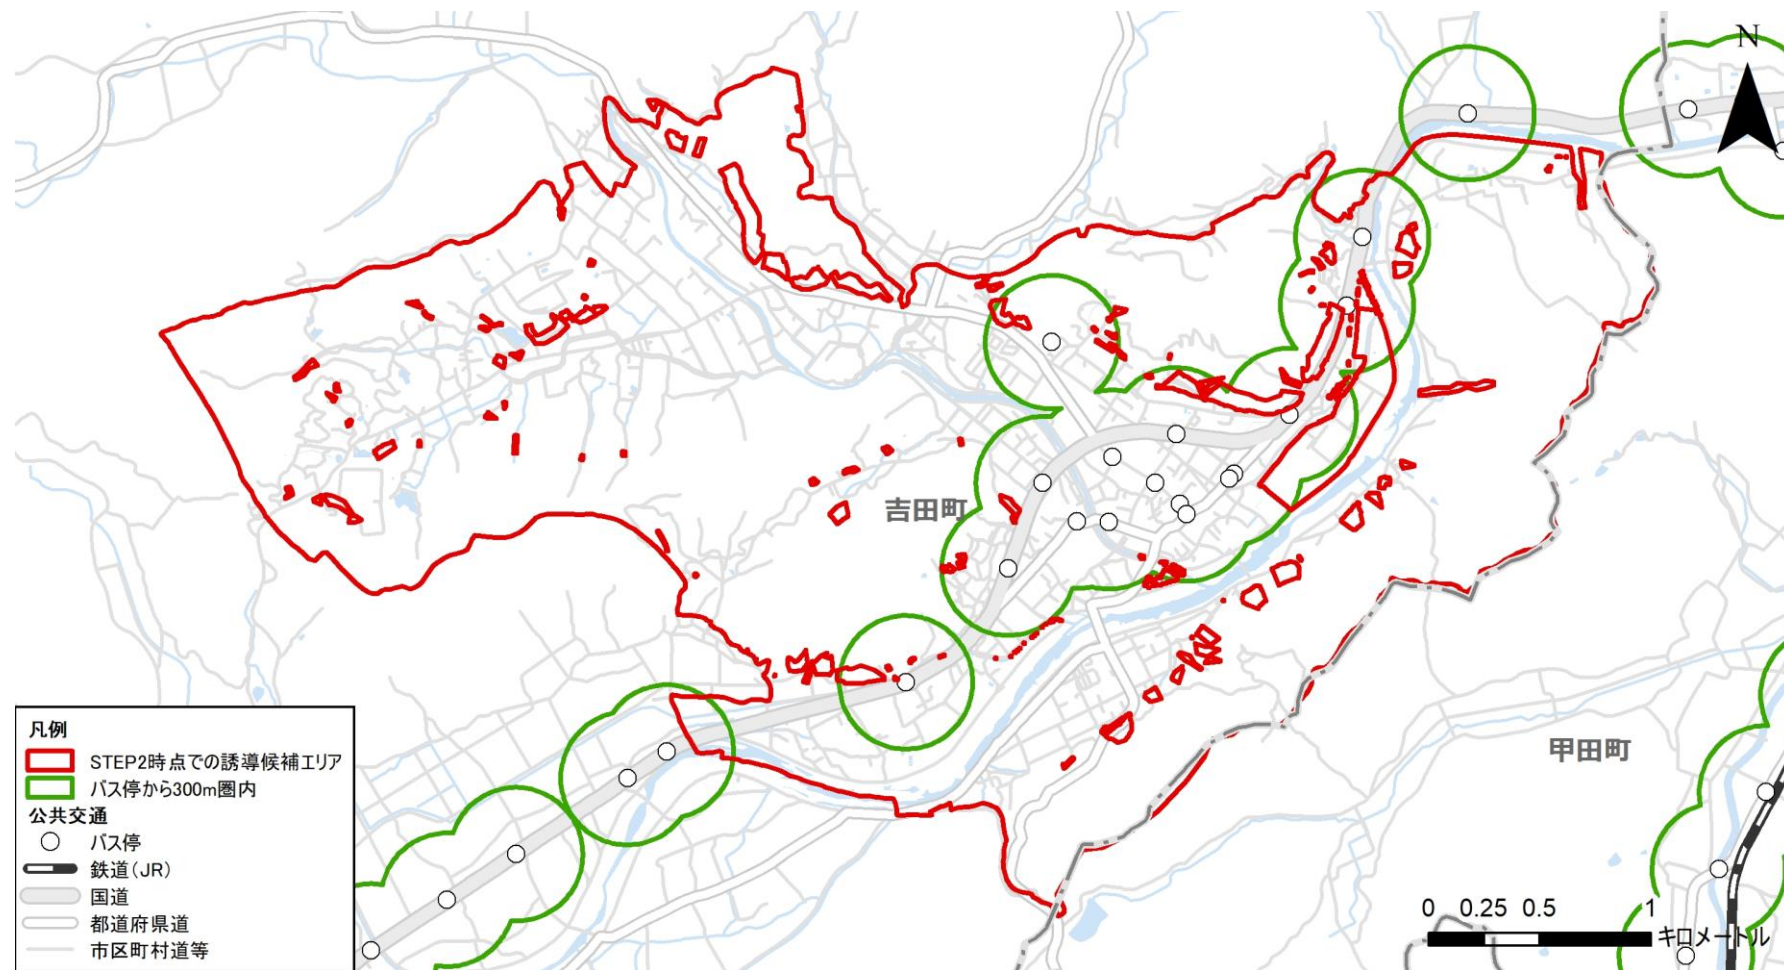 N
吉田町
甲田町
凡例
STEP2時点での誘導候補エリア
バス停から300m圏内
公共交通
バス停
鉄道(JR)
国道
都道府県道
市区町村道等
0 0.25 0.5 1
キロメートル